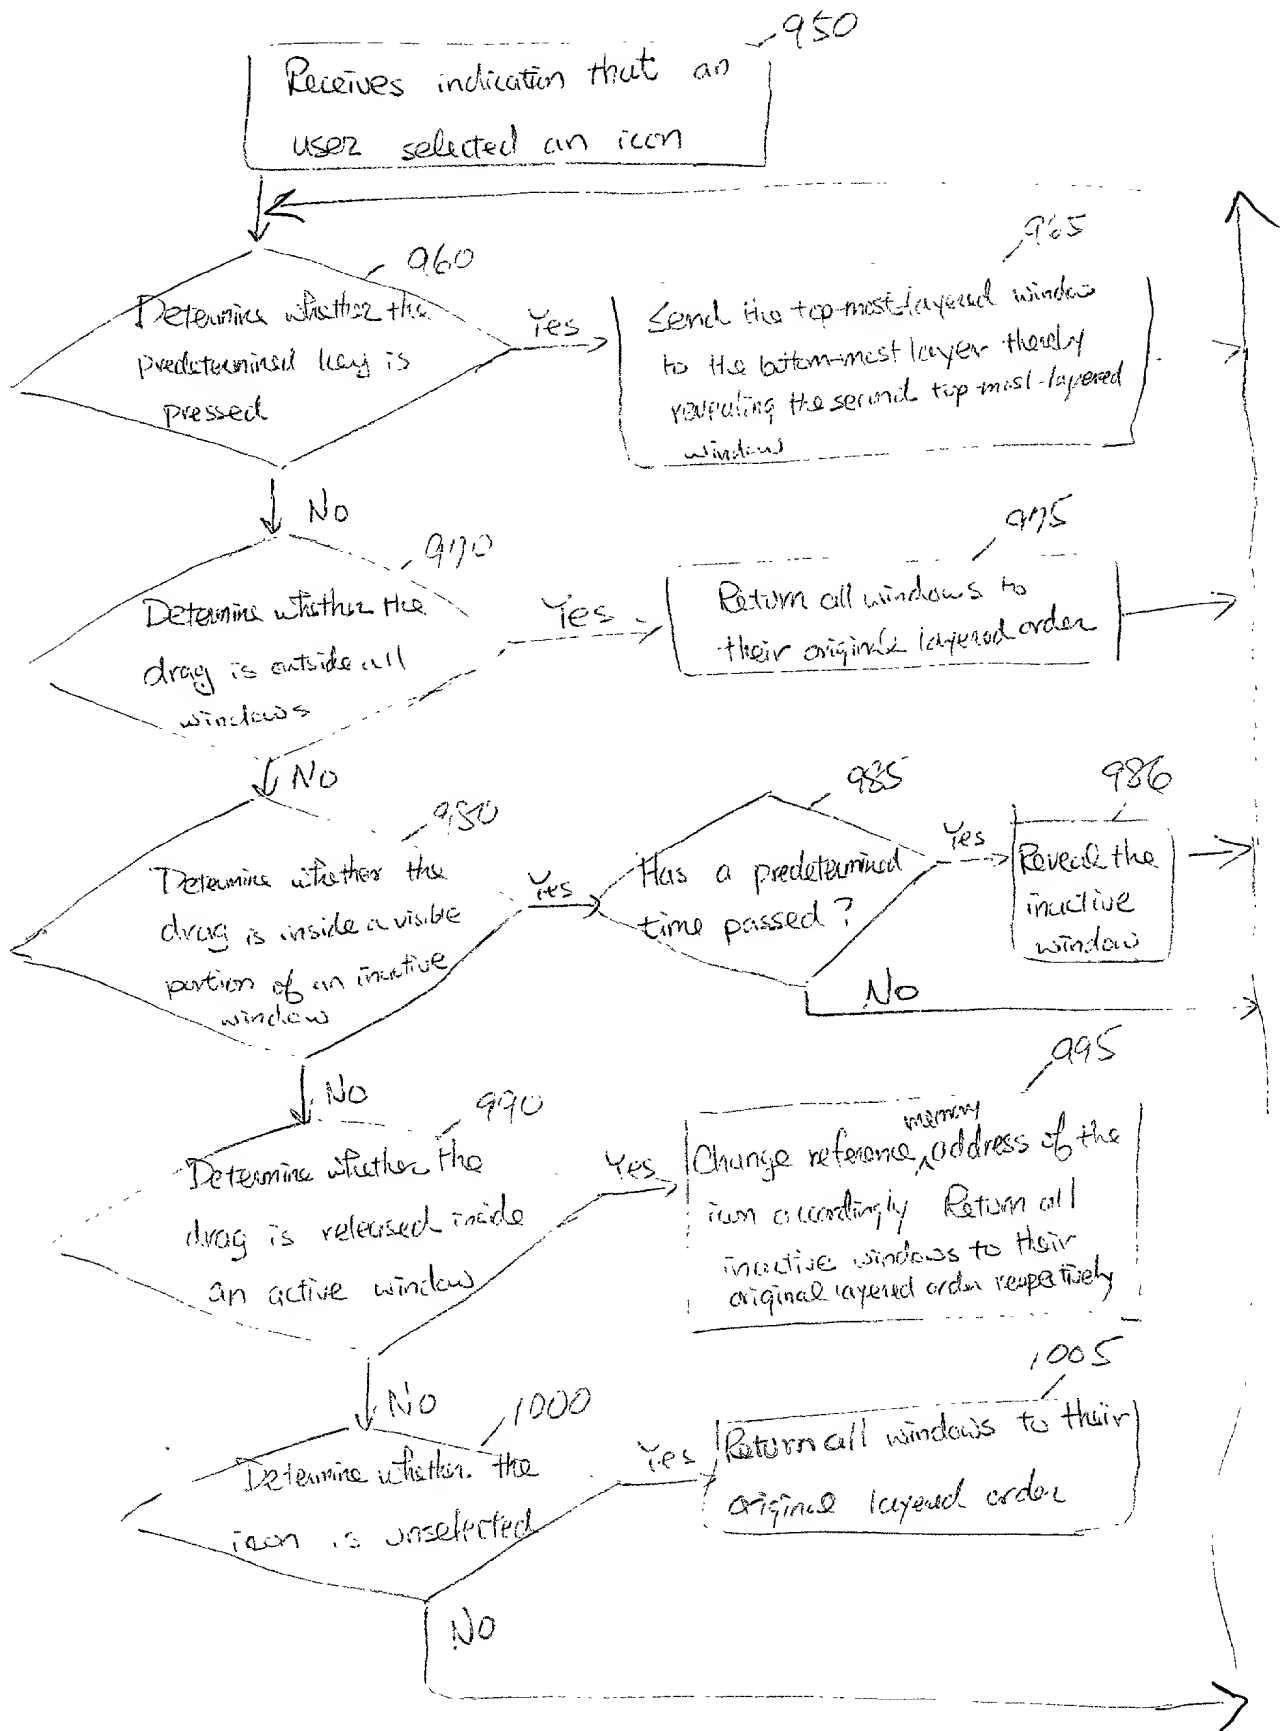 950
Receives indication that an
user selected an icon
960
Determine whether the
predetermined key is
pressed
Yes
965
Send the top-most-layered window
to the bottom-most layer thereby
revealing the second top-most-layered
window
No
970
Determine whether the
drag is outside all
windows
Yes
975
Return all windows to
their original layered order
No
980
Determine whether the
drag is inside a visible
portion of an inactive
window
Yes
985
Has a predetermined
time passed?
Yes
986
Reveal the
inactive
window
No
No
990
Determine whether the
drag is released inside
an active window
Yes
995
Change reference memory address of the
icon accordingly Return all
inactive windows to their
original layered order respectively
No
1000
Determine whether the
icon is unselected
Yes
1005
Return all windows to their
original layered order
No